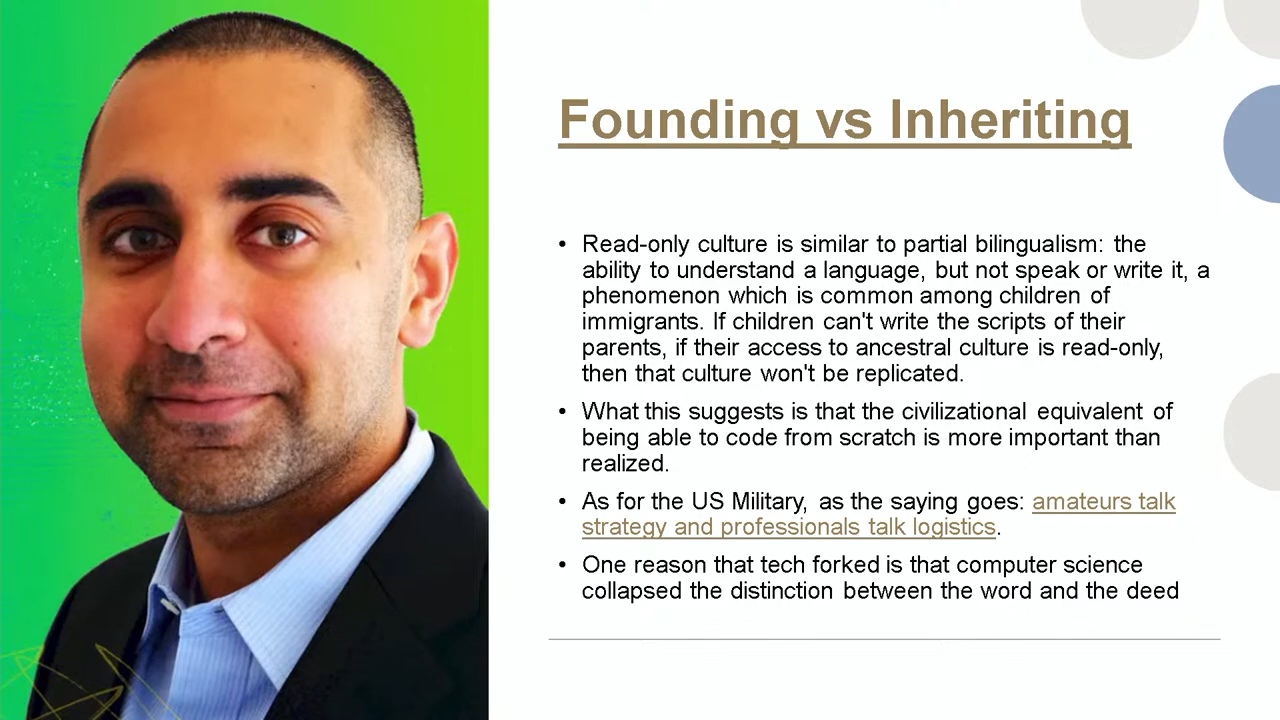 Founding vs Inheriting
• Read-only culture is similar to partial bilingualism: the
ability to understand a language, but not speak or write it, a
phenomenon which is common among children of
immigrants. If children can't write the scripts of their
parents, if their access to ancestral culture is read-only,
then that culture won't be replicated.
• What this suggests is that the civilizational equivalent of
being able to code from scratch is more important than
realized.
• As for the US Military, as the saying goes: amateurs talk
strategy and professionals talk logistics.
• One reason that tech forked is that computer science
collapsed the distinction between the word and the deed